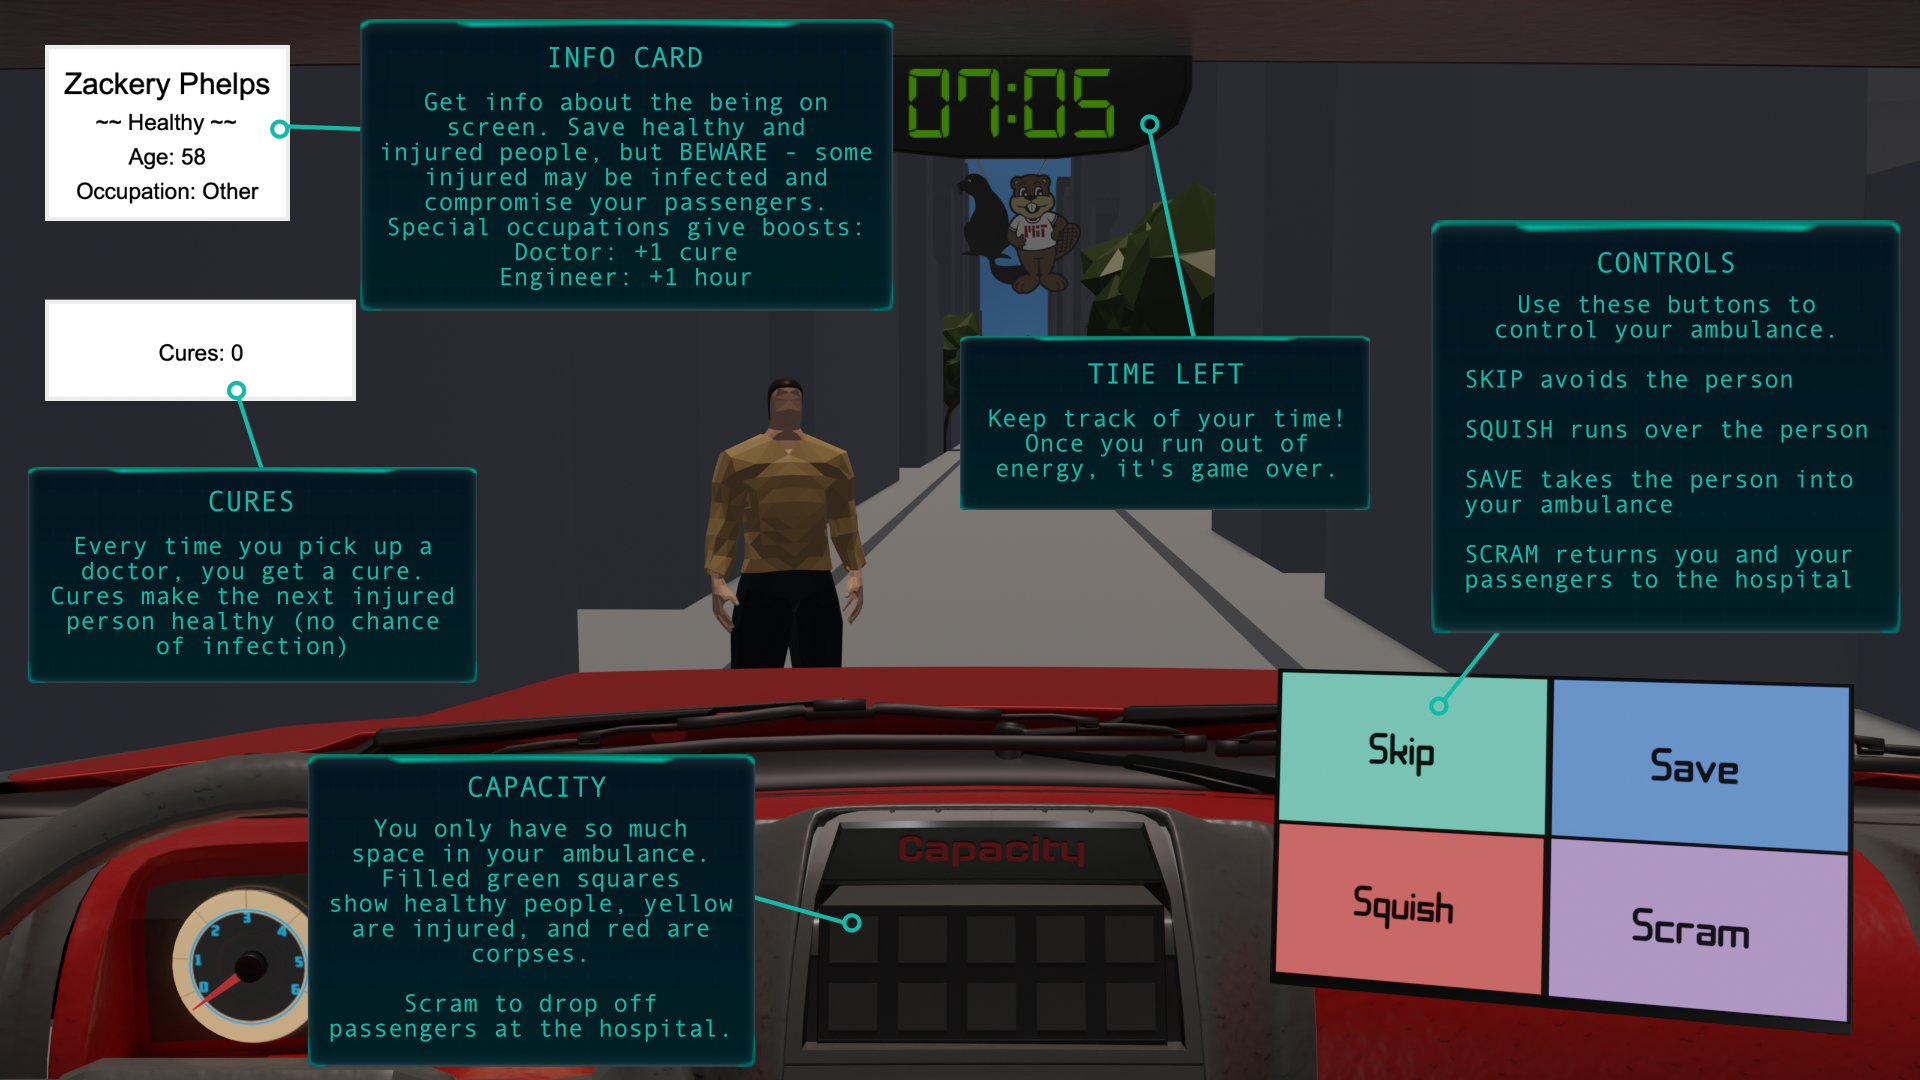 Zackery Phelps
~~ Healthy ~~
Age: 58
Occupation: Other
INFO CARD
Get info about the being on
screen. Save healthy and
injured people, but BEWARE - some
injured may be infected and
compromise your passengers.
Special occupations give boosts:
Doctor: +1 cure
Engineer: +1 hour
07:05
MIT
Cures: 0
CURES
Every time you pick up a
doctor, you get a cure.
Cures make the next injured
person healthy (no chance
of infection)
TIME LEFT
Keep track of your time!
Once you run out of
energy, it's game over.
CONTROLS
Use these buttons to
control your ambulance.
SKIP avoids the person
SQUISH runs over the person
SAVE takes the person into
your ambulance
SCRAM returns you and your
passengers to the hospital
CAPACITY
You only have so much
space in your ambulance.
Filled green squares
show healthy people, yellow
are injured, and red are
corpses.
Scram to drop off
passengers at the hospital.
Capacity
Skip
Save
Squish
Scram
0
1
2
3
4
5
6